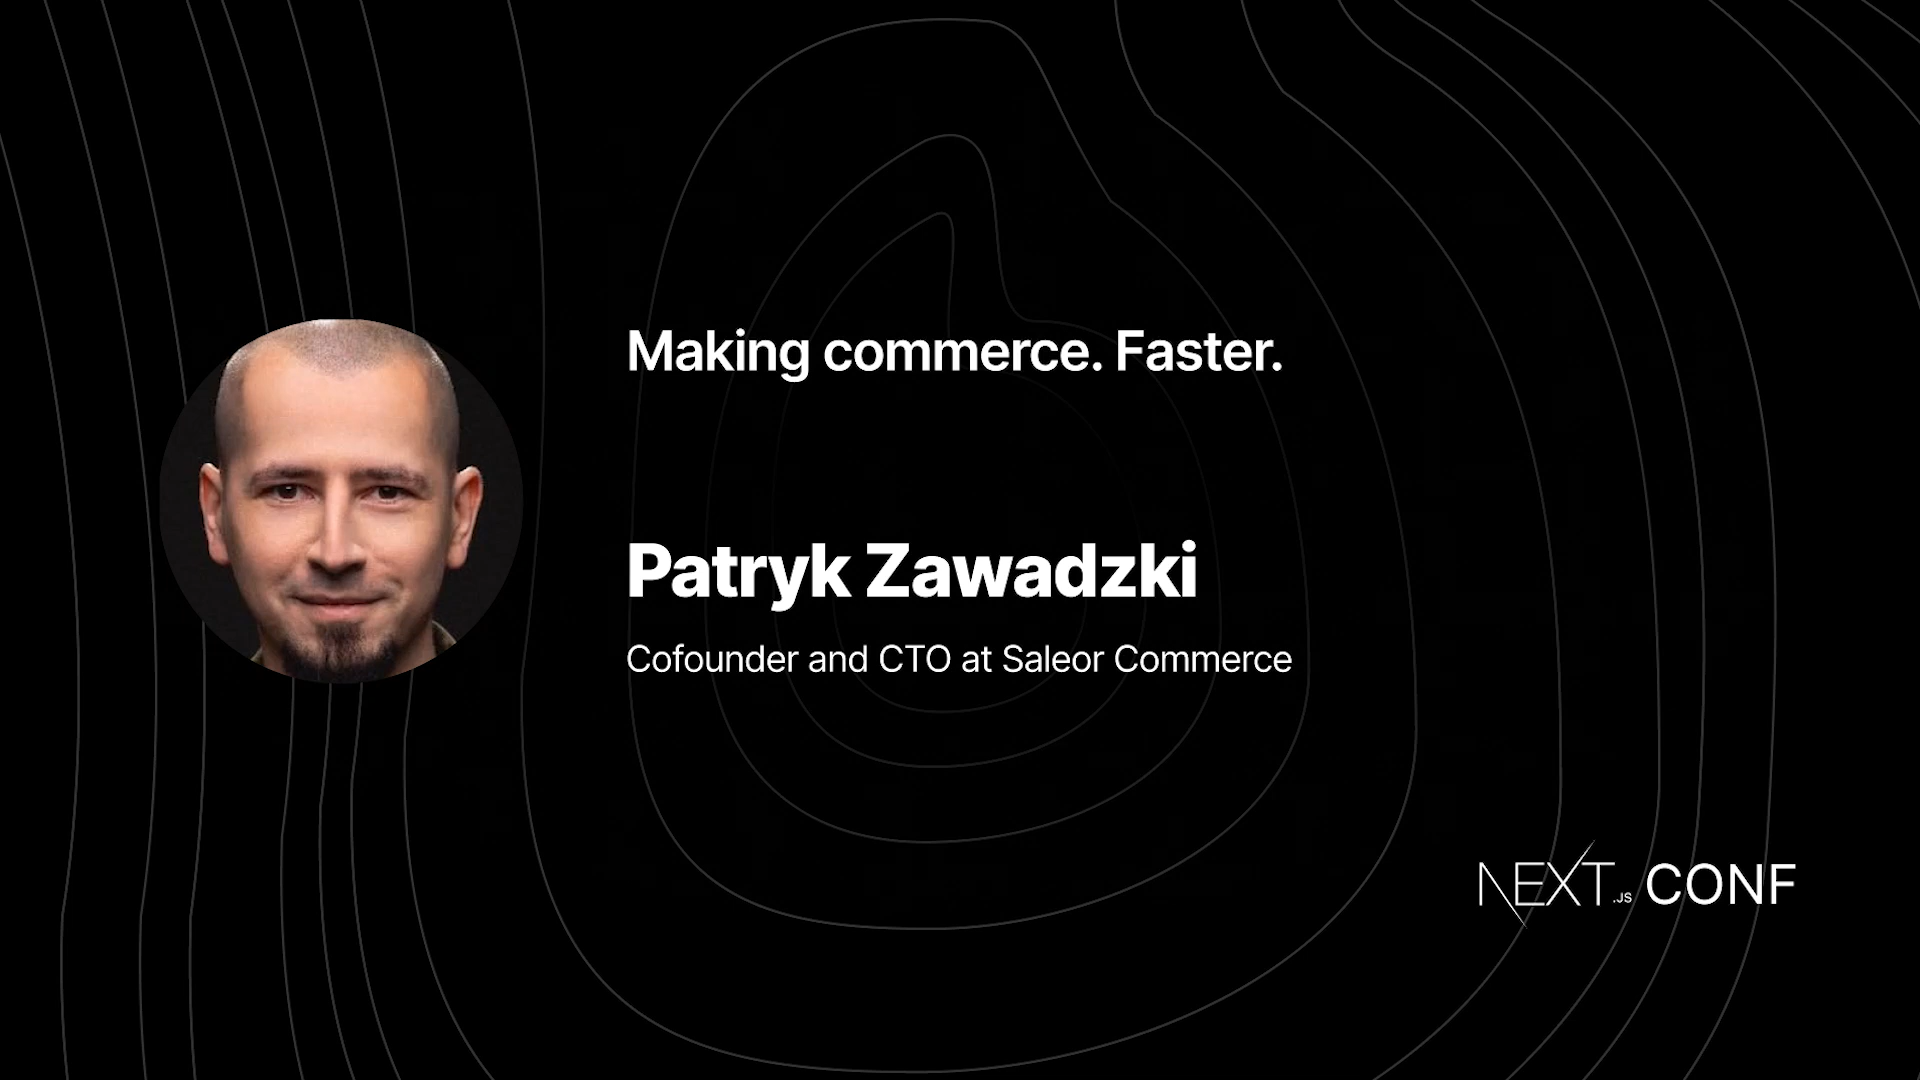 Making commerce. Faster.
Patryk Zawadzki
Cofounder and CTO at Saleor Commerce
NEXT.JS CONF